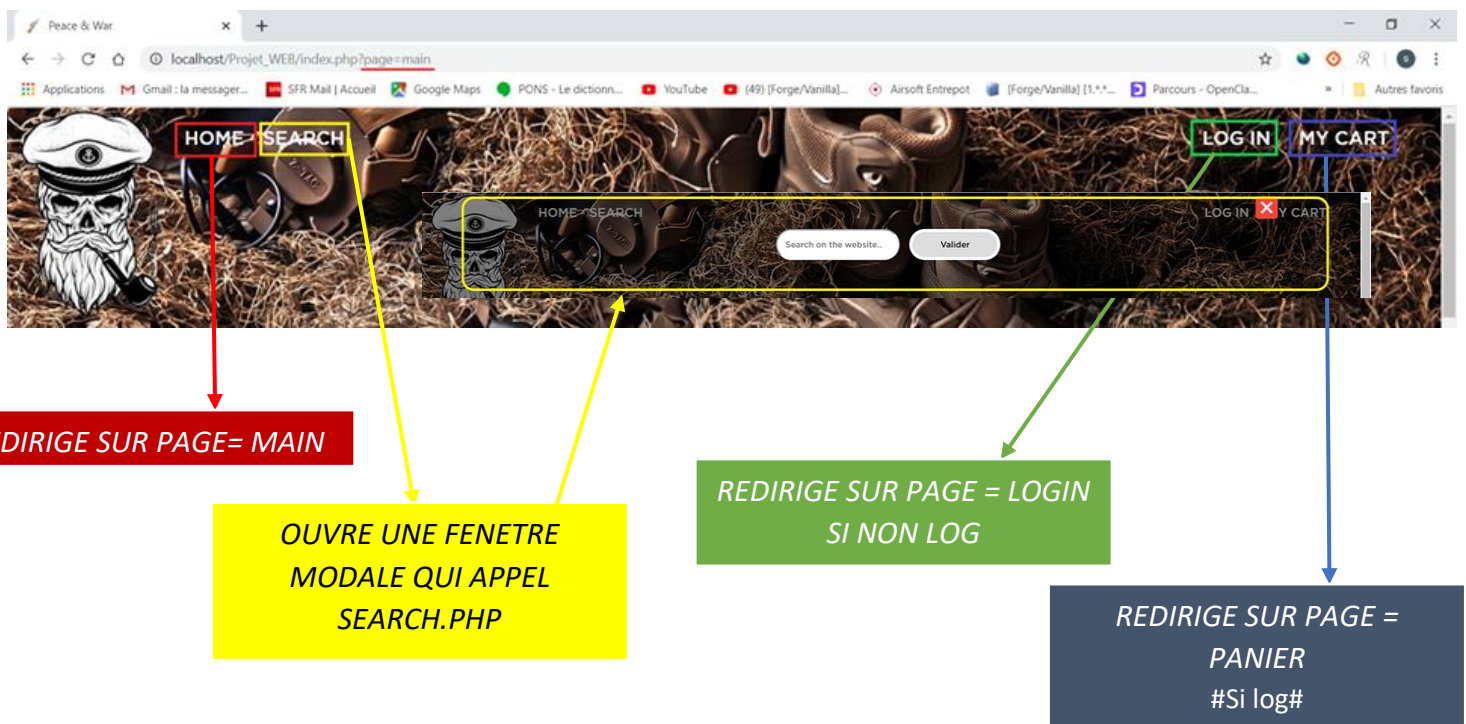 Peace & War
localhost/Projet_WEB/index.php?page=main
Applications Gmail : la messager... SFR Mail | Accueil Google Maps PONS - Le dictionn... YouTube (49) [Forge/Vanilla]... Airsoft Entrepot [Forge/Vanilla] [1.*.*... Parcours - OpenCla... » Autres favoris
HOME SEARCH LOG IN MY CART
HOME SEARCH LOG IN Y CART
Search on the website.. Valider
EDIRIGE SUR PAGE= MAIN
REDIRIGE SUR PAGE = LOGIN
SI NON LOG
OUVRE UNE FENETRE
MODALE QUI APPEL
SEARCH.PHP
REDIRIGE SUR PAGE =
PANIER
#Si log#